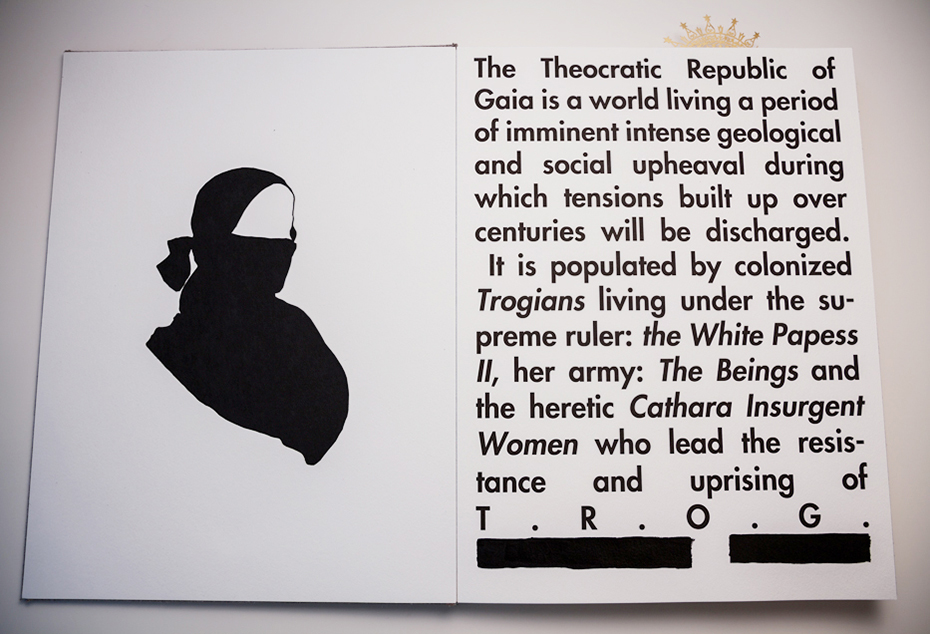 The Theocratic Republic of
Gaia is a world living a period
of imminent intense geological
and social upheaval during
which tensions built up over
centuries will be discharged.
It is populated by colonized
Trogians living under the su-
preme ruler: the White Papess
II, her army: The Beings and
the heretic Cathara Insurgent
Women who lead the resis-
tance and uprising of
T . R . O . G .